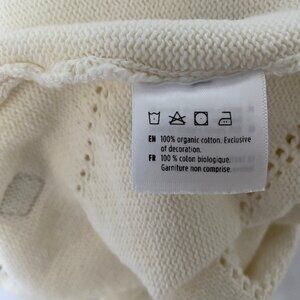 EN 100% organic cotton. Exclusive
of decoration.
FR 100 % coton biologique.
Garniture non comprise.